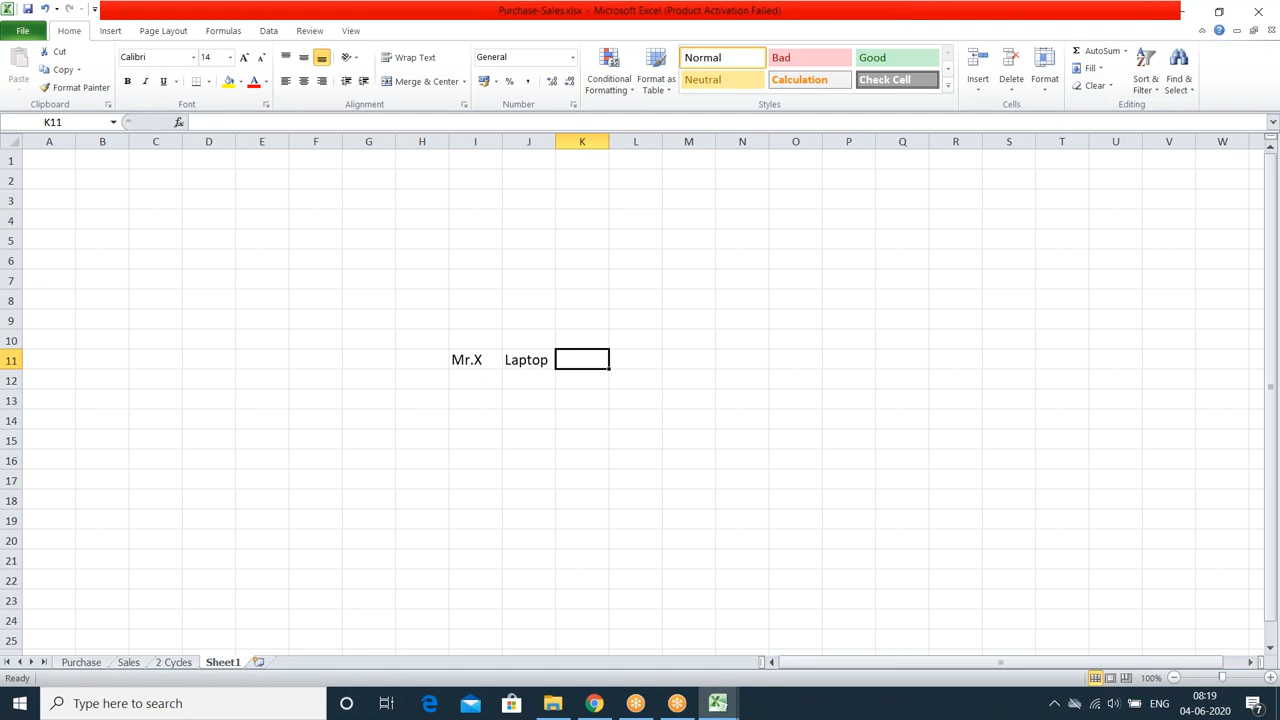 Purchase-Sales.xlsx - Microsoft Excel (Product Activation Failed)
File Home Insert Page Layout Formulas Data Review View
Paste
Cut
Copy
Format Painter
Clipboard
Calibri 14
Font
Wrap Text
Merge & Center
Alignment
General
Number
Conditional Formatting
Format as Table
Normal Bad Good
Neutral Calculation Check Cell
Styles
Insert Delete Format
Cells
AutoSum
Fill
Clear
Sort & Filter
Find & Select
Editing
K11 fx
A B C D E F G H I J K L M N O P Q R S T U V W
1
2
3
4
5
6
7
8
9
10
11 Mr.X Laptop
12
13
14
15
16
17
18
19
20
21
22
23
24
25
Purchase Sales 2 Cycles Sheet1
Ready 100%
Type here to search
ENG
08:19
04-06-2020
7